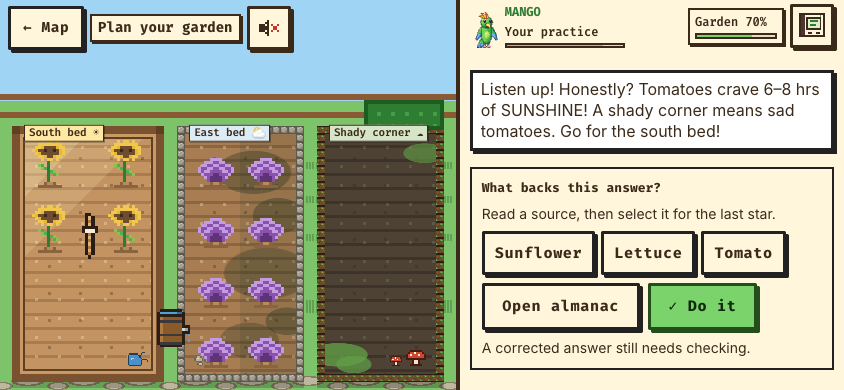 ← Map
Plan your garden
South bed
East bed
Shady corner
MANGO
Your practice
Garden 70%
Listen up! Honestly? Tomatoes crave 6–8 hrs
of SUNSHINE! A shady corner means sad
tomatoes. Go for the south bed!
What backs this answer?
Read a source, then select it for the last star.
Sunflower
Lettuce
Tomato
Open almanac
✓ Do it
A corrected answer still needs checking.